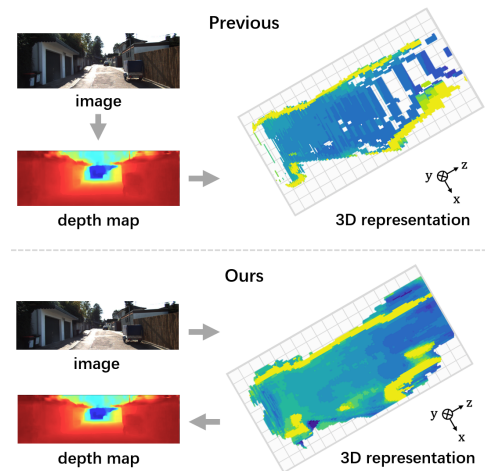 Previous
image
depth map
3D representation
y
z
x
Ours
image
depth map
3D representation
y
z
x